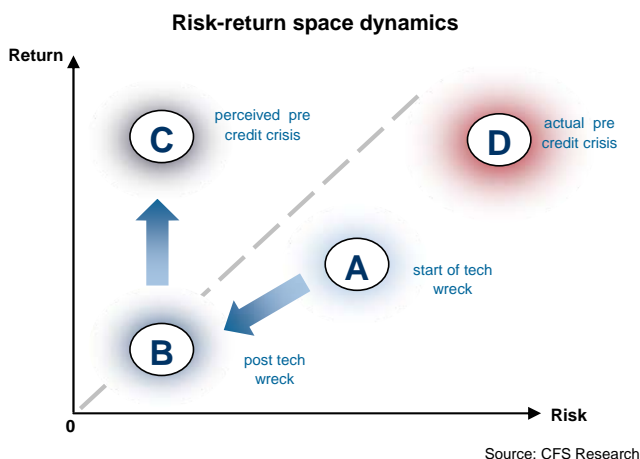 Risk-return space dynamics
Return
C
perceived pre
credit crisis
D
actual pre
credit crisis
A
start of tech
wreck
B
post tech
wreck
0
Risk
Source: CFS Research